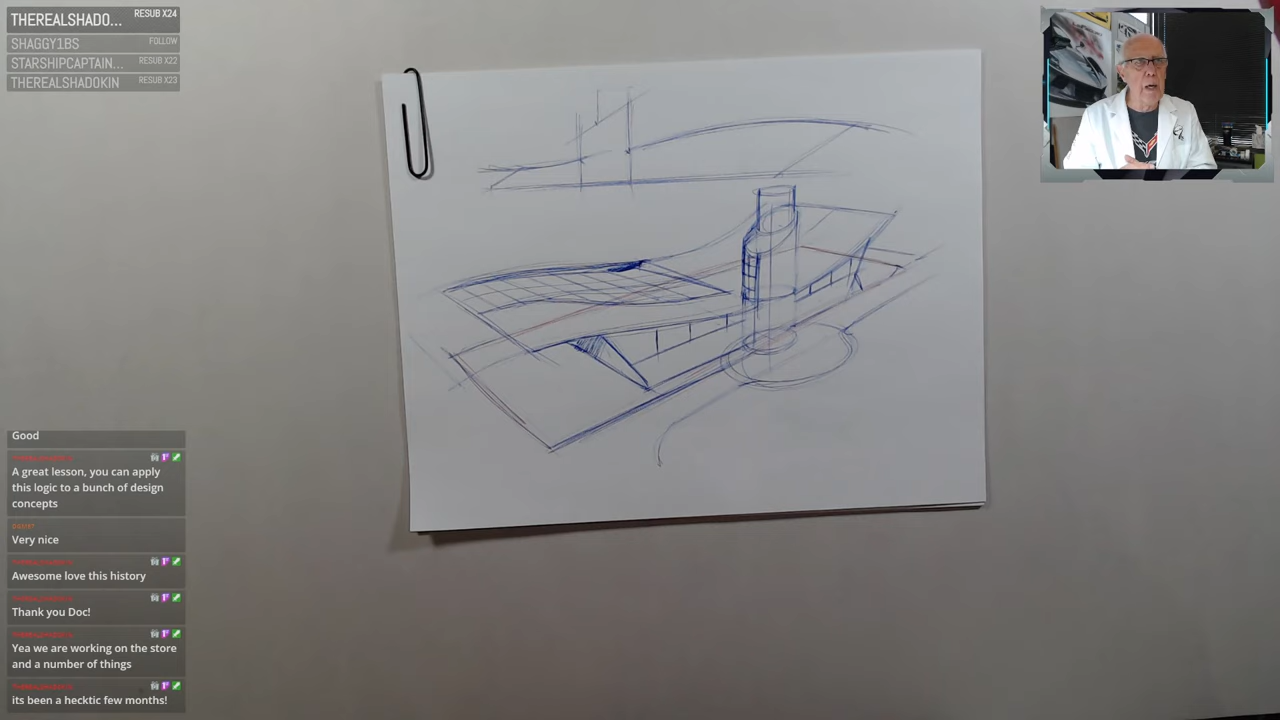 THEREALSHADO...
RESUB X24
SHAGGY1BS
FOLLOW
STARSHIPCAPTAIN...
RESUB X22
THEREALSHADOKIN
RESUB X23
Good
A great lesson, you can apply
this logic to a bunch of design
concepts
Very nice
Awesome love this history
Thank you Doc!
Yea we are working on the store
and a number of things
its been a hecktic few months!